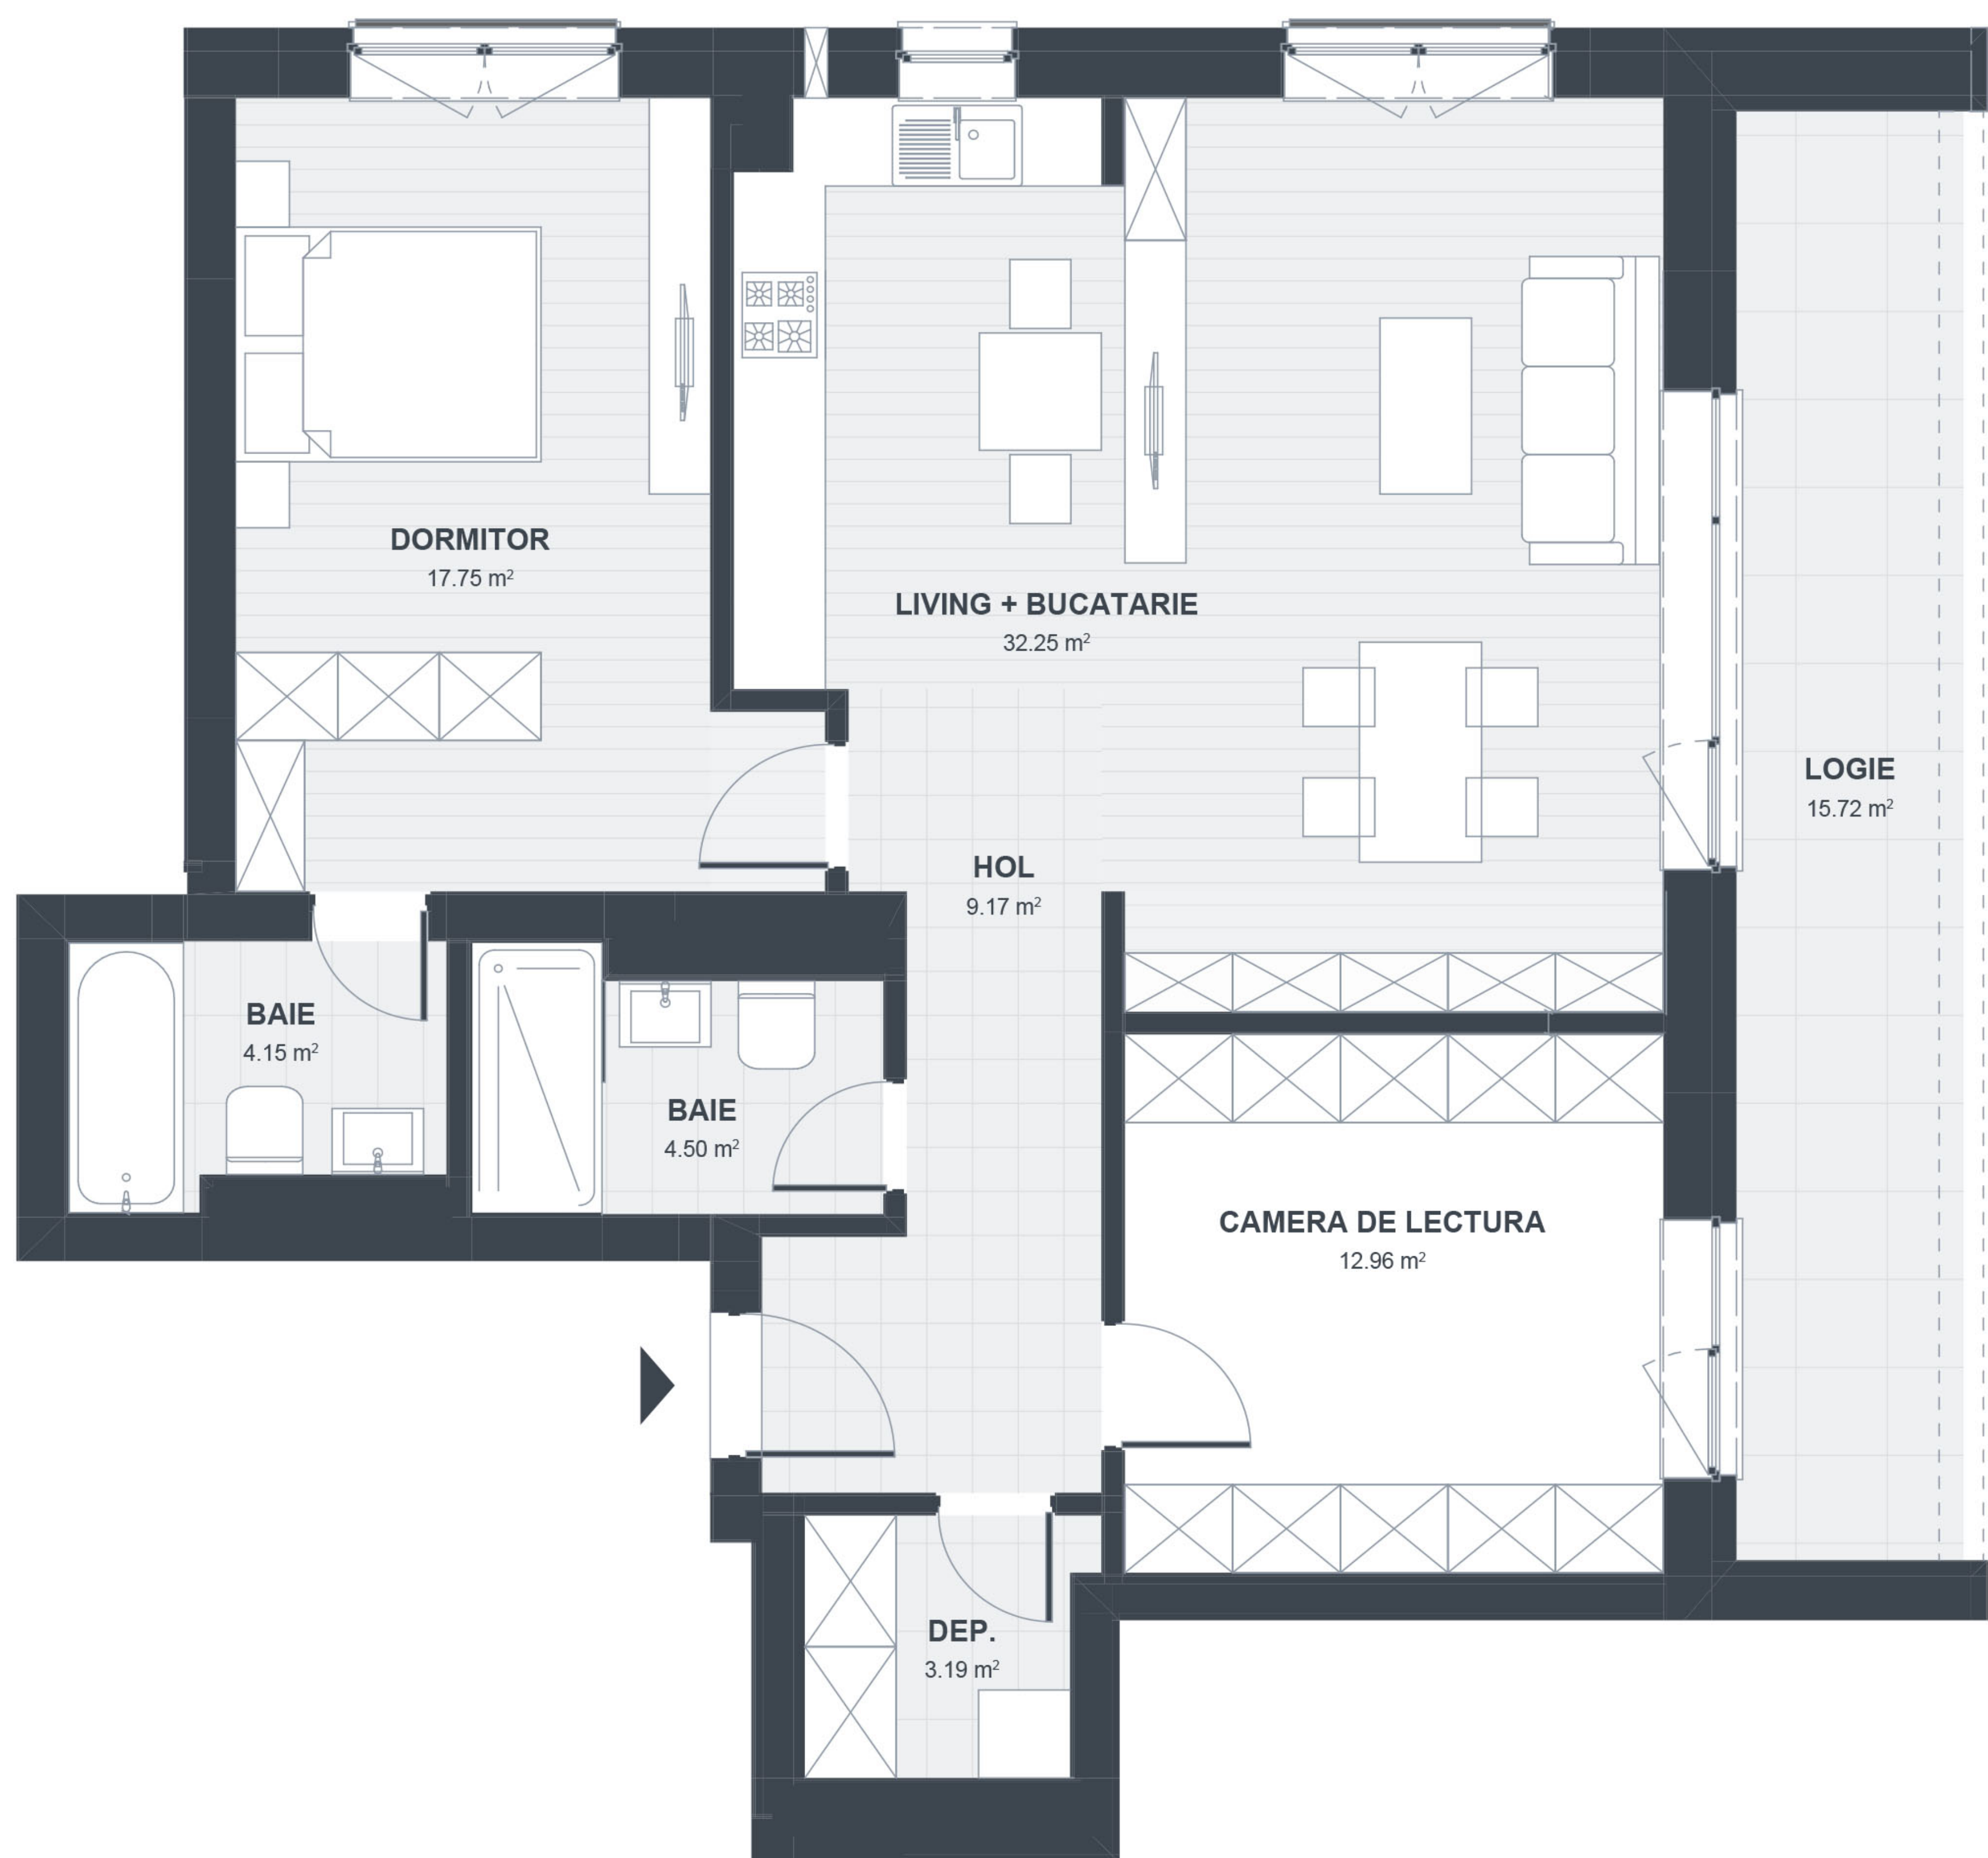 DORMITOR
17.75 m²
LIVING + BUCATARIE
32.25 m²
LOGIE
15.72 m²
HOL
9.17 m²
BAIE
4.15 m²
BAIE
4.50 m²
CAMERA DE LECTURA
12.96 m²
DEP.
3.19 m²